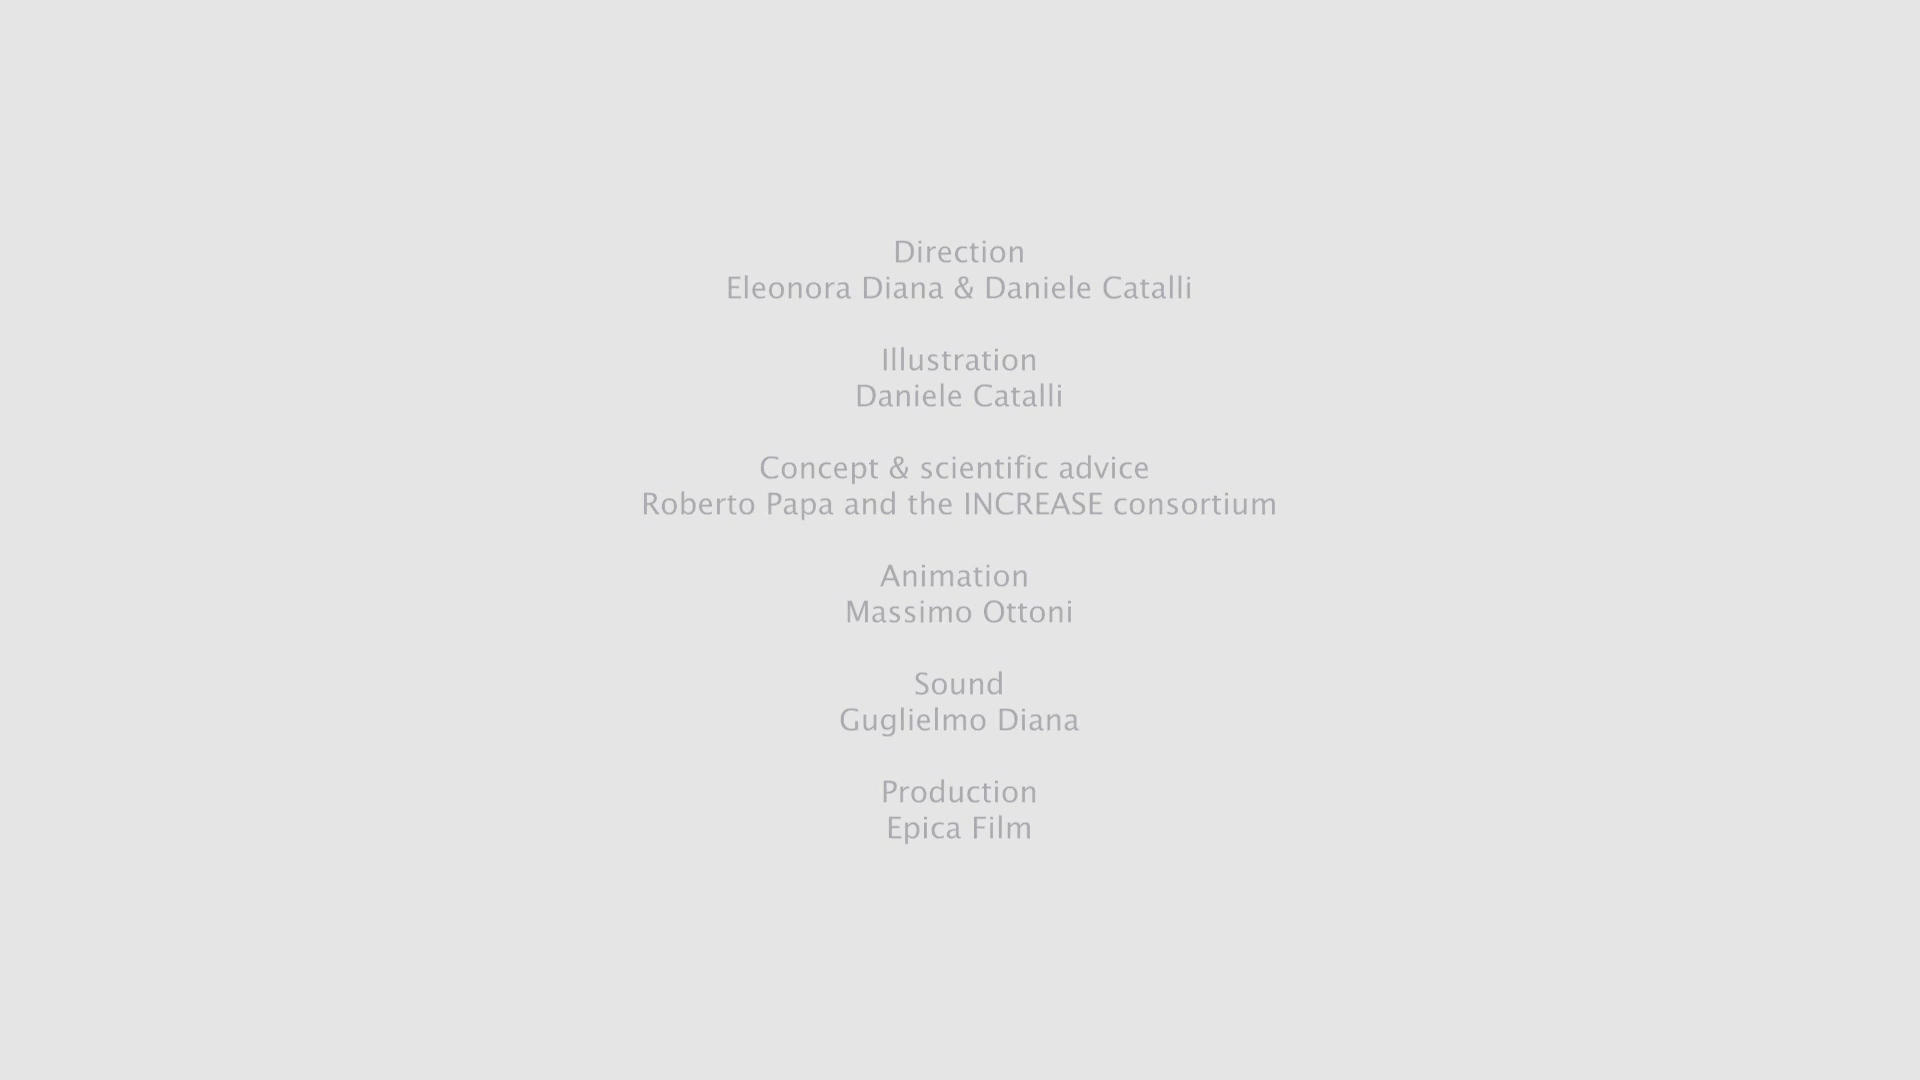 Direction
Eleonora Diana & Daniele Catalli
Illustration
Daniele Catalli
Concept & scientific advice
Roberto Papa and the INCREASE consortium
Animation
Massimo Ottoni
Sound
Guglielmo Diana
Production
Epica Film